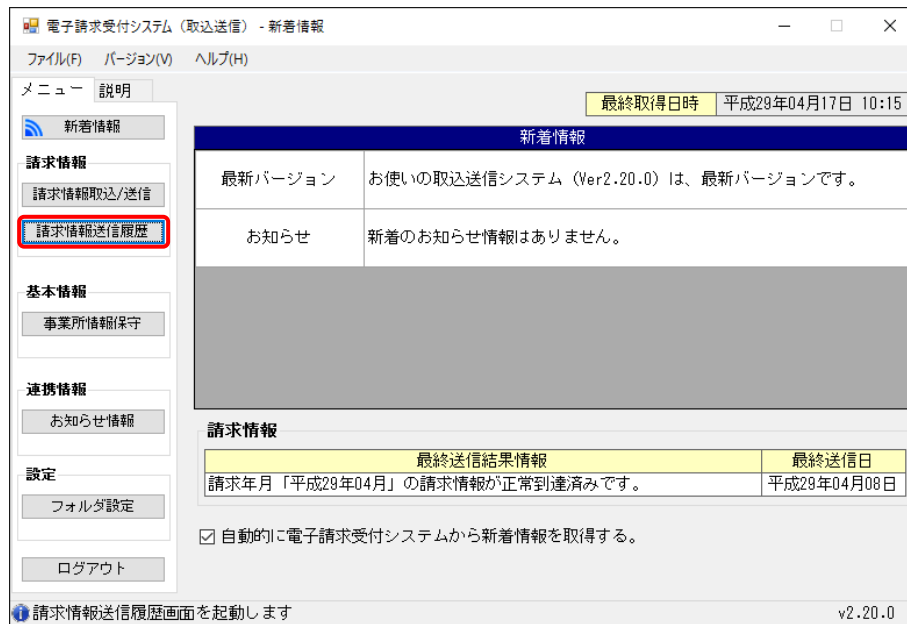 電子請求受付システム（取込送信） - 新着情報
ファイル(F) バージョン(V) ヘルプ(H)
メニュー 説明
最終取得日時 平成29年04月17日 10:15
新着情報
請求情報
請求情報取込/送信
請求情報送信履歴
基本情報
事業所情報保守
連携情報
お知らせ情報
設定
フォルダ設定
ログアウト
新着情報
最新バージョン お使いの取込送信システム（Ver2.20.0）は、最新バージョンです。
お知らせ 新着のお知らせ情報はありません。
請求情報
最終送信結果情報 最終送信日
請求年月「平成29年04月」の請求情報が正常到達済みです。 平成29年04月08日
自動的に電子請求受付システムから新着情報を取得する。
請求情報送信履歴画面を起動します v2.20.0